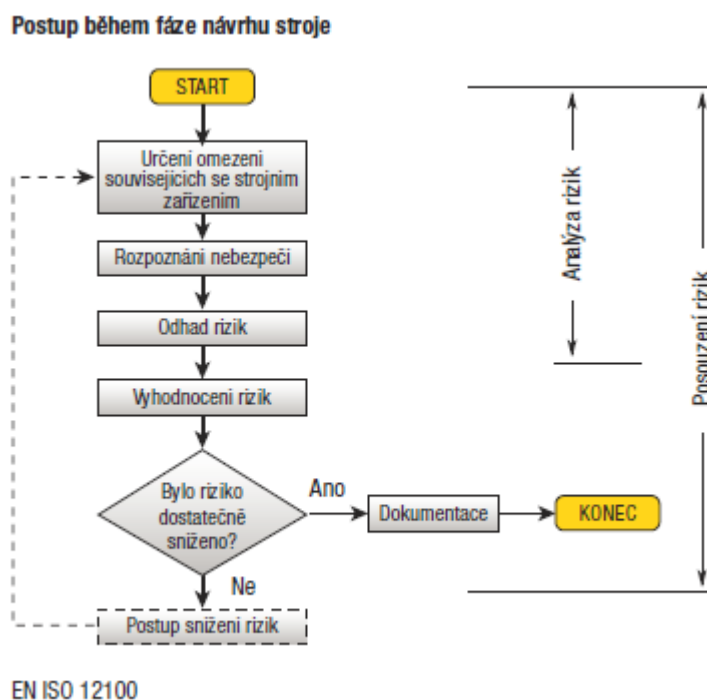 Postup během fáze návrhu stroje
START
Určení omezení
souvisejících se strojním
zařízením
Rozpoznání nebezpečí
Odhad rizik
Vyhodnocení rizik
Bylo riziko
dostatečně
sníženo?
Ano
Dokumentace
KONEC
Ne
Postup snížení rizik
Analýza rizik
Posouzení rizik
EN ISO 12100